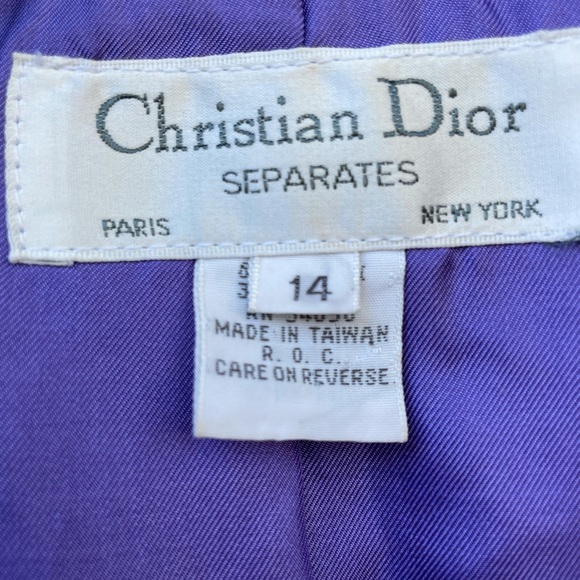 Christian Dior
SEPARATES
PARIS NEW YORK
14
MADE IN TAIWAN
R. O. C.
CARE ON REVERSE